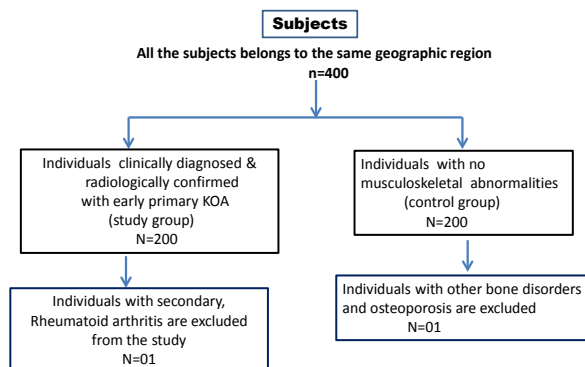 Subjects
All the subjects belongs to the same geographic region
n=400
Individuals clinically diagnosed &
radiologically confirmed
with early primary KOA
(study group)
N=200
Individuals with no
musculoskeletal abnormalities
(control group)
N=200
Individuals with secondary,
Rheumatoid arthritis are excluded
from the study
N=01
Individuals with other bone disorders
and osteoporosis are excluded
N=01